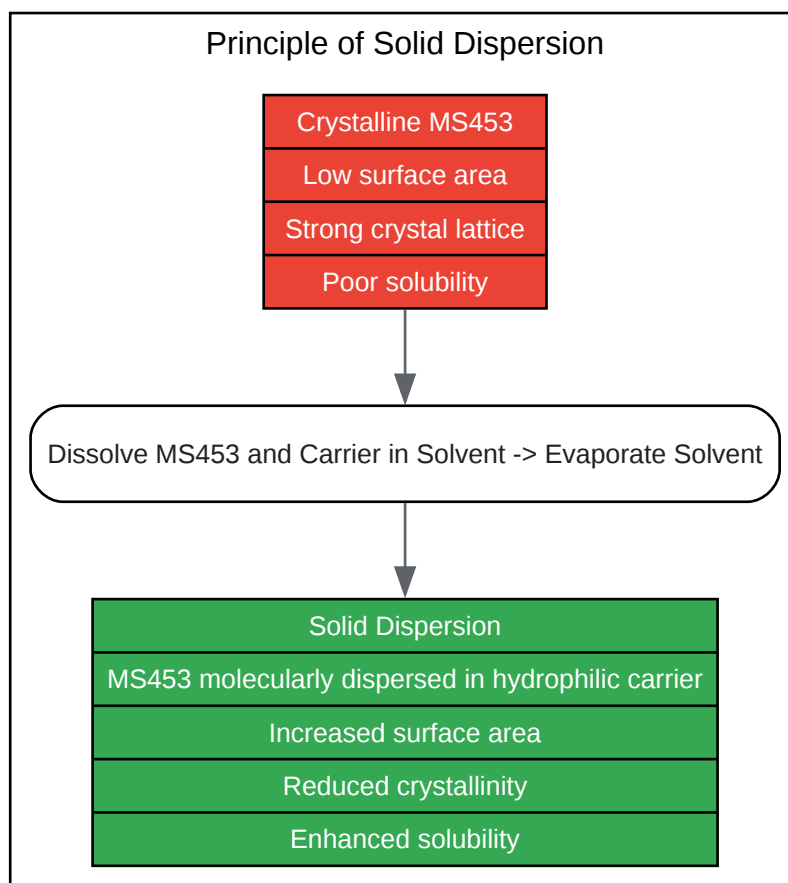 Principle of Solid Dispersion
Crystalline MS453
Low surface area
Strong crystal lattice
Poor solubility
Dissolve MS453 and Carrier in Solvent -> Evaporate Solvent
Solid Dispersion
MS453 molecularly dispersed in hydrophilic carrier
Increased surface area
Reduced crystallinity
Enhanced solubility